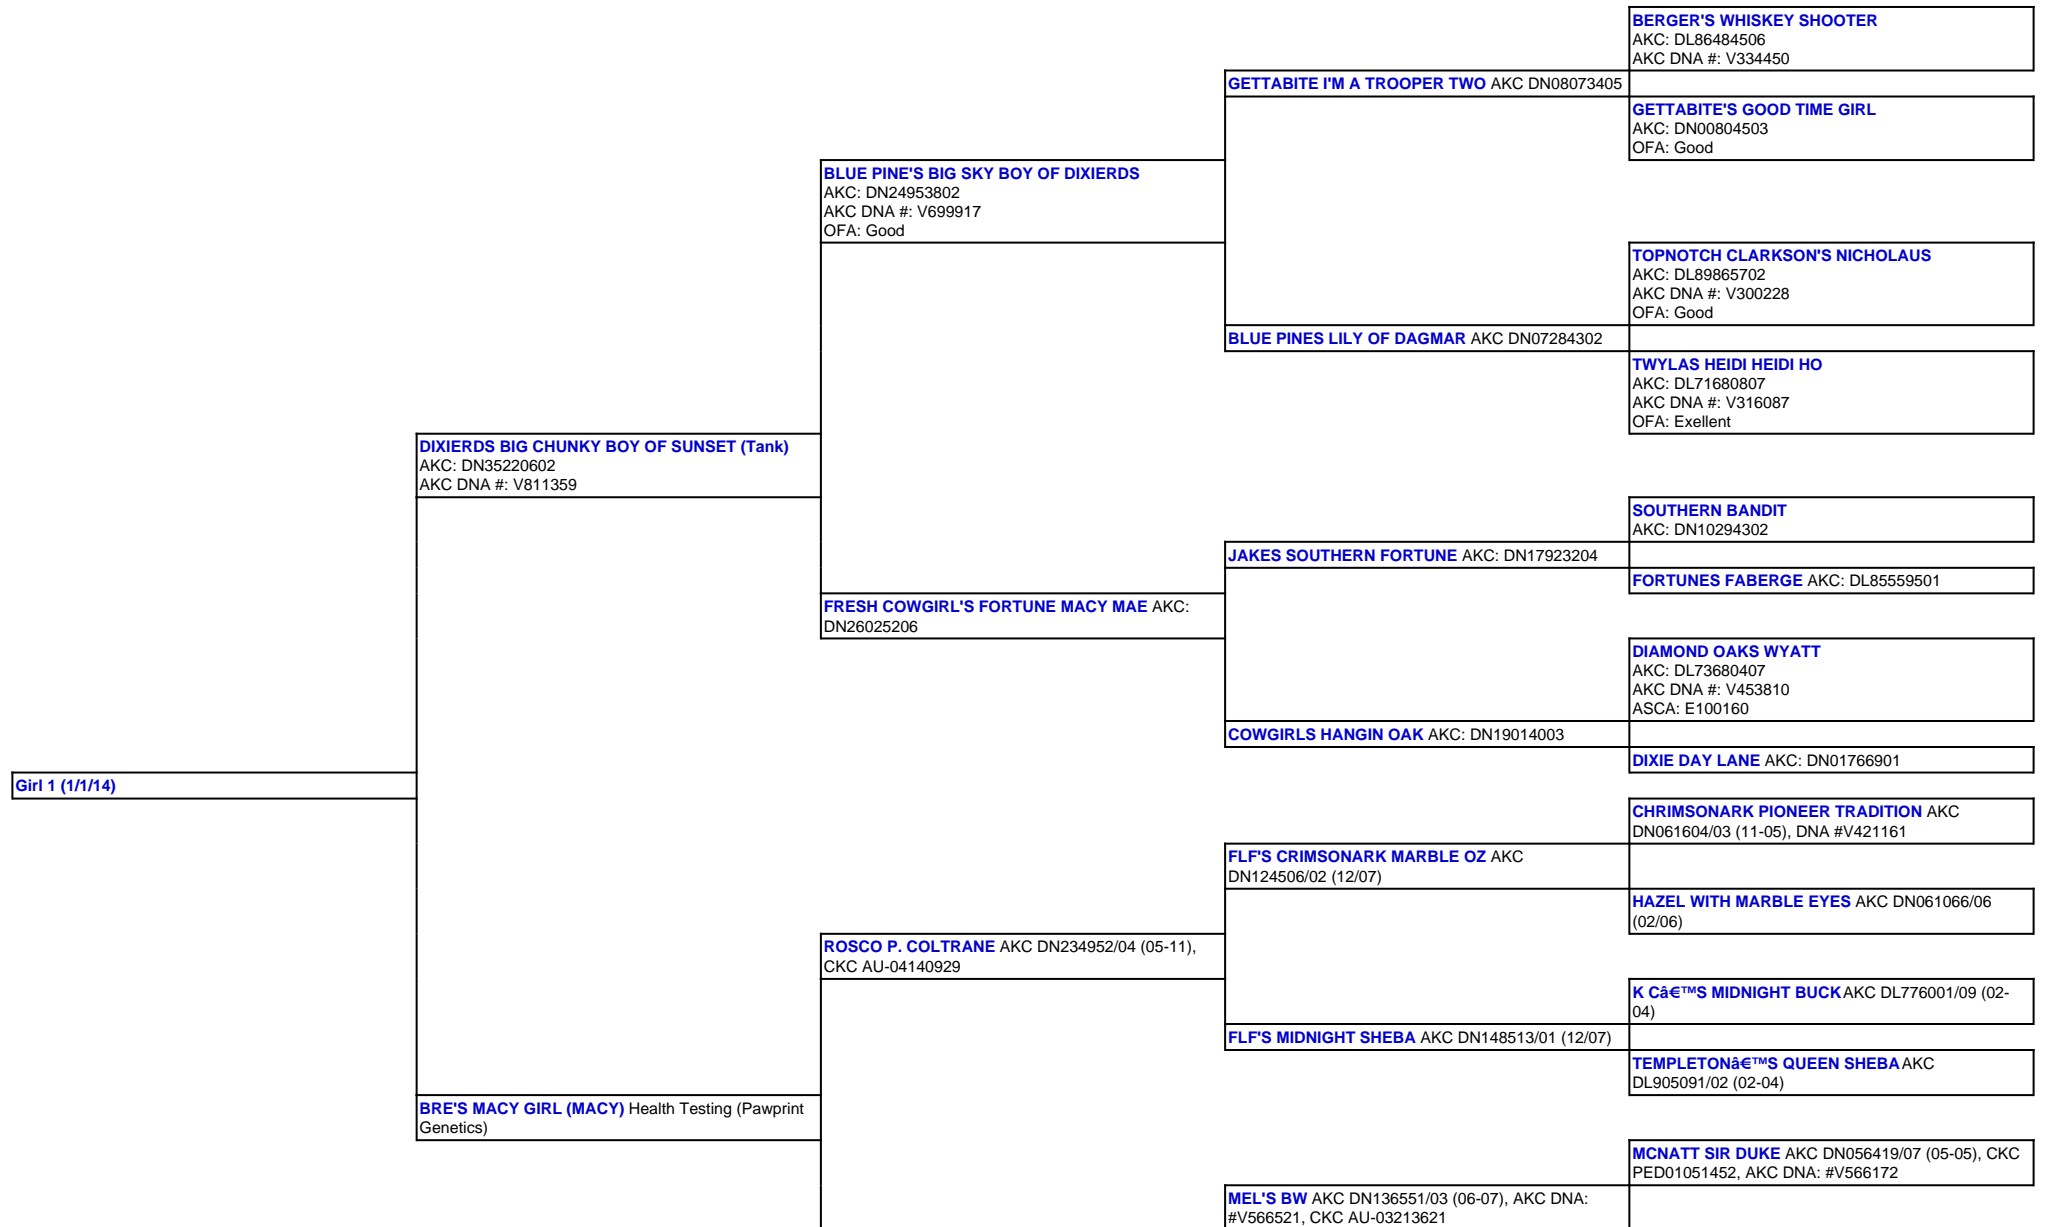 BERGER'S WHISKEY SHOOTER
AKC: DL86484506
AKC DNA #: V334450
GETTABITE I'M A TROOPER TWO AKC DN08073405
GETTABITE'S GOOD TIME GIRL
AKC: DN00804503
OFA: Good
BLUE PINE'S BIG SKY BOY OF DIXIERDS
AKC: DN24953802
AKC DNA #: V699917
OFA: Good
TOPNOTCH CLARKSON'S NICHOLAUS
AKC: DL89865702
AKC DNA #: V300228
OFA: Good
BLUE PINES LILY OF DAGMAR AKC DN07284302
TWYLAS HEIDI HEIDI HO
AKC: DL71680807
AKC DNA #: V316087
OFA: Exellent
DIXIERDS BIG CHUNKY BOY OF SUNSET (Tank)
AKC: DN35220602
AKC DNA #: V811359
SOUTHERN BANDIT
AKC: DN10294302
JAKES SOUTHERN FORTUNE AKC: DN17923204
FORTUNES FABERGE AKC: DL85559501
FRESH COWGIRL'S FORTUNE MACY MAE AKC:
DN26025206
DIAMOND OAKS WYATT
AKC: DL73680407
AKC DNA #: V453810
ASCA: E100160
COWGIRLS HANGIN OAK AKC: DN19014003
DIXIE DAY LANE AKC: DN01766901
Girl 1 (1/1/14)
CHRIMSONARK PIONEER TRADITION AKC
DN061604/03 (11-05), DNA #V421161
FLF'S CRIMSONARK MARBLE OZ AKC
DN124506/02 (12/07)
HAZEL WITH MARBLE EYES AKC DN061066/06
(02/06)
ROSCO P. COLTRANE AKC DN234952/04 (05-11),
CKC AU-04140929
K Câ€™S MIDNIGHT BUCKAKC DL776001/09 (02-
04)
FLF'S MIDNIGHT SHEBA AKC DN148513/01 (12/07)
TEMPLETONâ€™S QUEEN SHEBAAKC
DL905091/02 (02-04)
BRE'S MACY GIRL (MACY) Health Testing (Pawprint
Genetics)
MCNATT SIR DUKE AKC DN056419/07 (05-05), CKC
PED01051452, AKC DNA: #V566172
MEL'S BW AKC DN136551/03 (06-07), AKC DNA:
#V566521, CKC AU-03213621